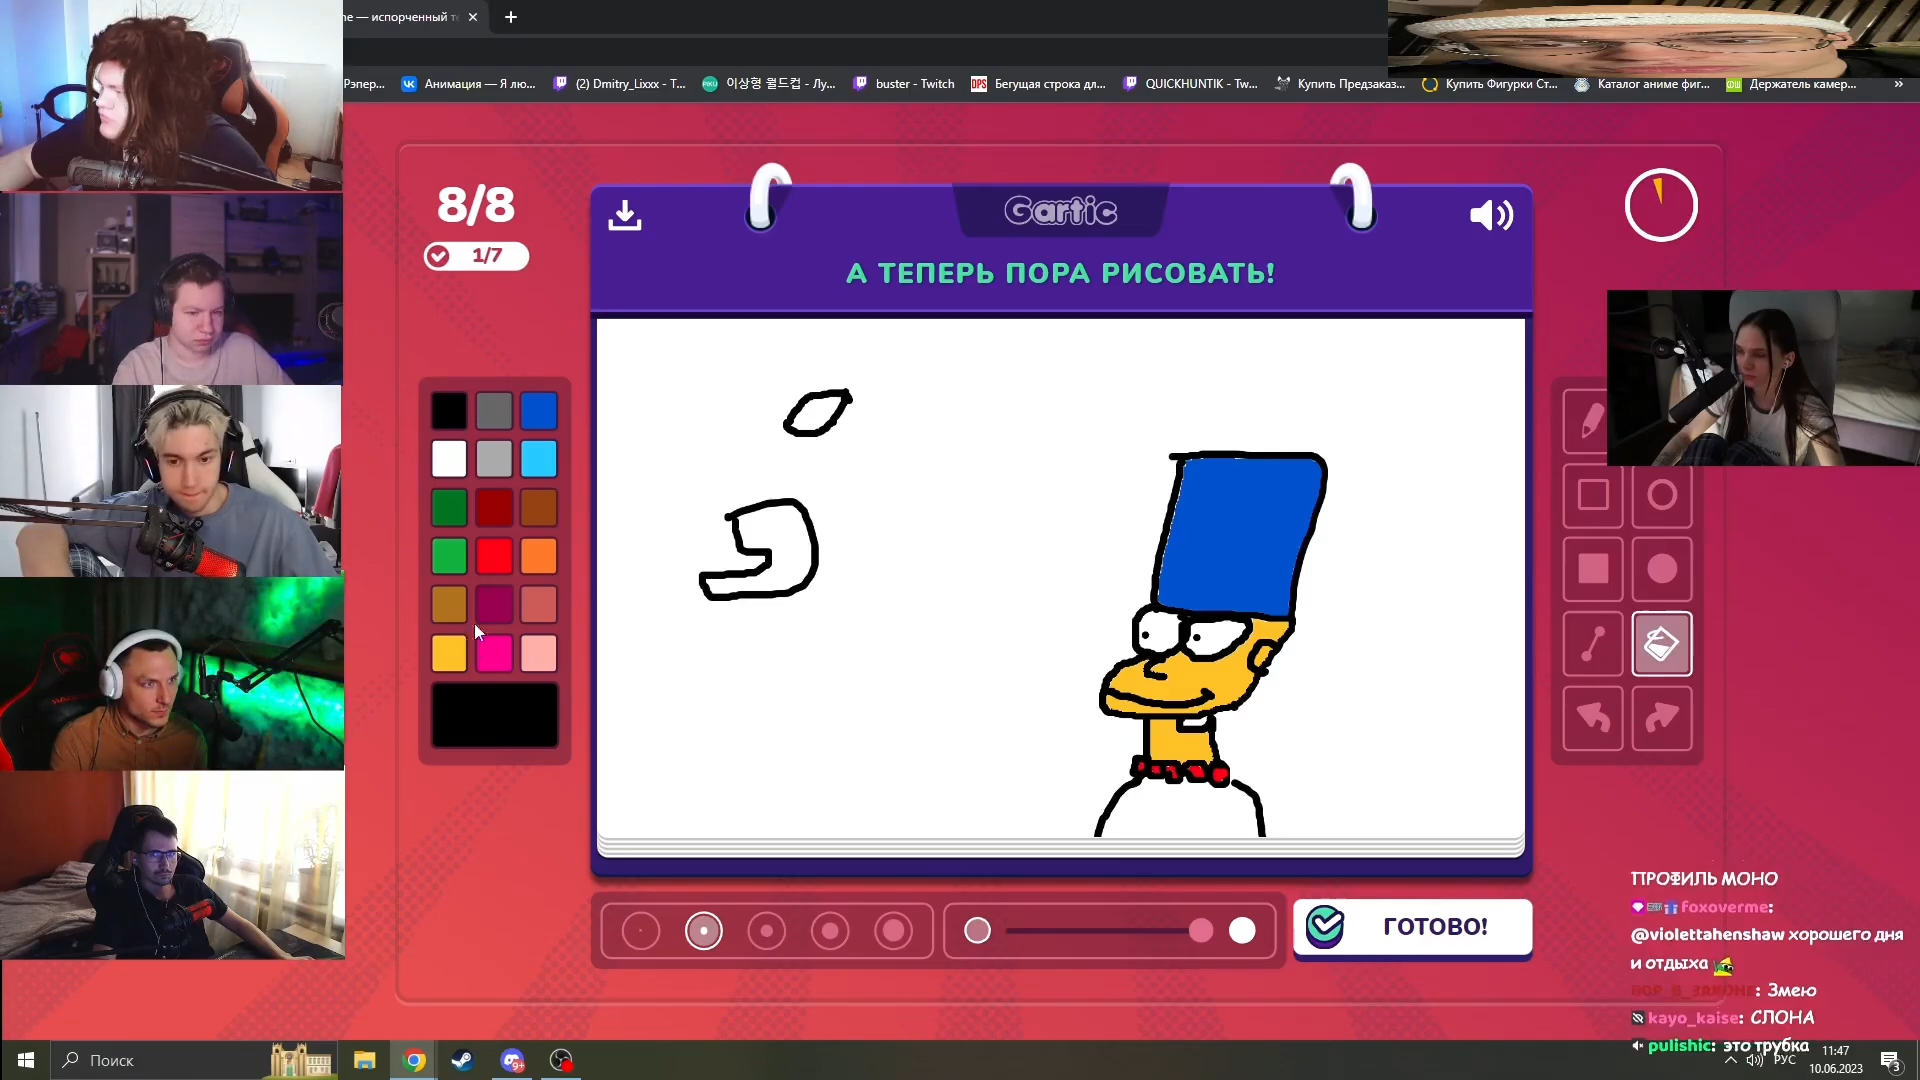 ne — испорченный т
Рэпер...
Анимация — Я лю...
(2) Dmitry_Lixxx - T...
이상형 월드컵 - Лу...
buster - Twitch
Бегущая строка дл...
QUICKHUNTIK - Tw...
Купить Предзаказ...
Купить Фигурки Ст...
Каталог аниме фиг...
Держатель камер...
»
8/8
1/7
Gartic
А ТЕПЕРЬ ПОРА РИСОВАТЬ!
ГОТОВО!
ПРОФИЛЬ МОНО
foxoverme:
@violettahenshaw хорошего дня
и отдыха
: Змею
kayo_kaise: СЛОНА
pulishic: это трубка
Поиск
9+
РУС
11:47
10.06.2023
3